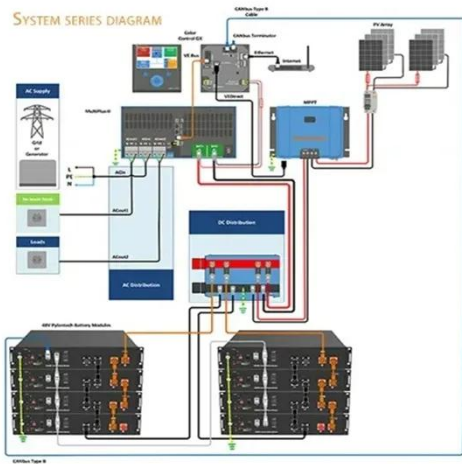 SYSTEM SERIES DIAGRAM
CANbus Type B
Cable
PV Array
Color
Control GX
CANbus Terminator
VE Bus
Ethernet
Internet
AC Supply
VEDirect
MultiPlus-II
MPPT
Grid
or
Generator
L
PE
N
ACin
ACout1
DC Distribution
Loads
ACout2
AC Distribution
48V Pylontech Battery Modules
CANbus Type B